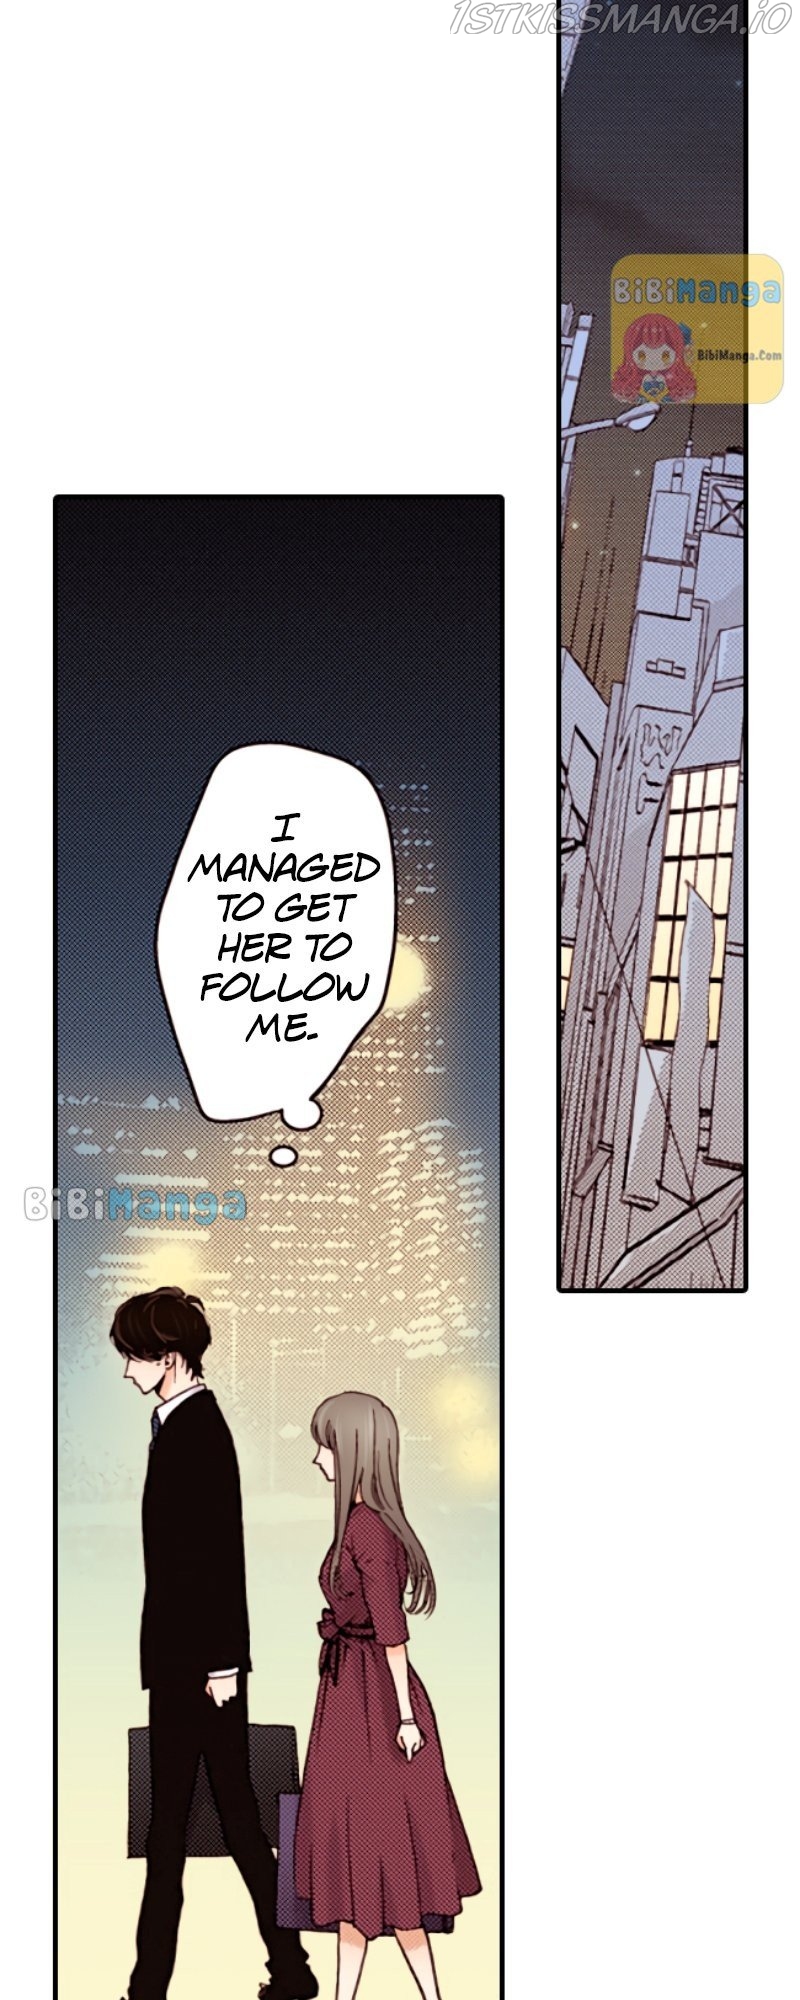 1STKISSMANGA.iO
BiBiManga
BibiManga.Com
I
MANAGED
TO GET
HER TO
FOLLOW
ME.
BiBiManga